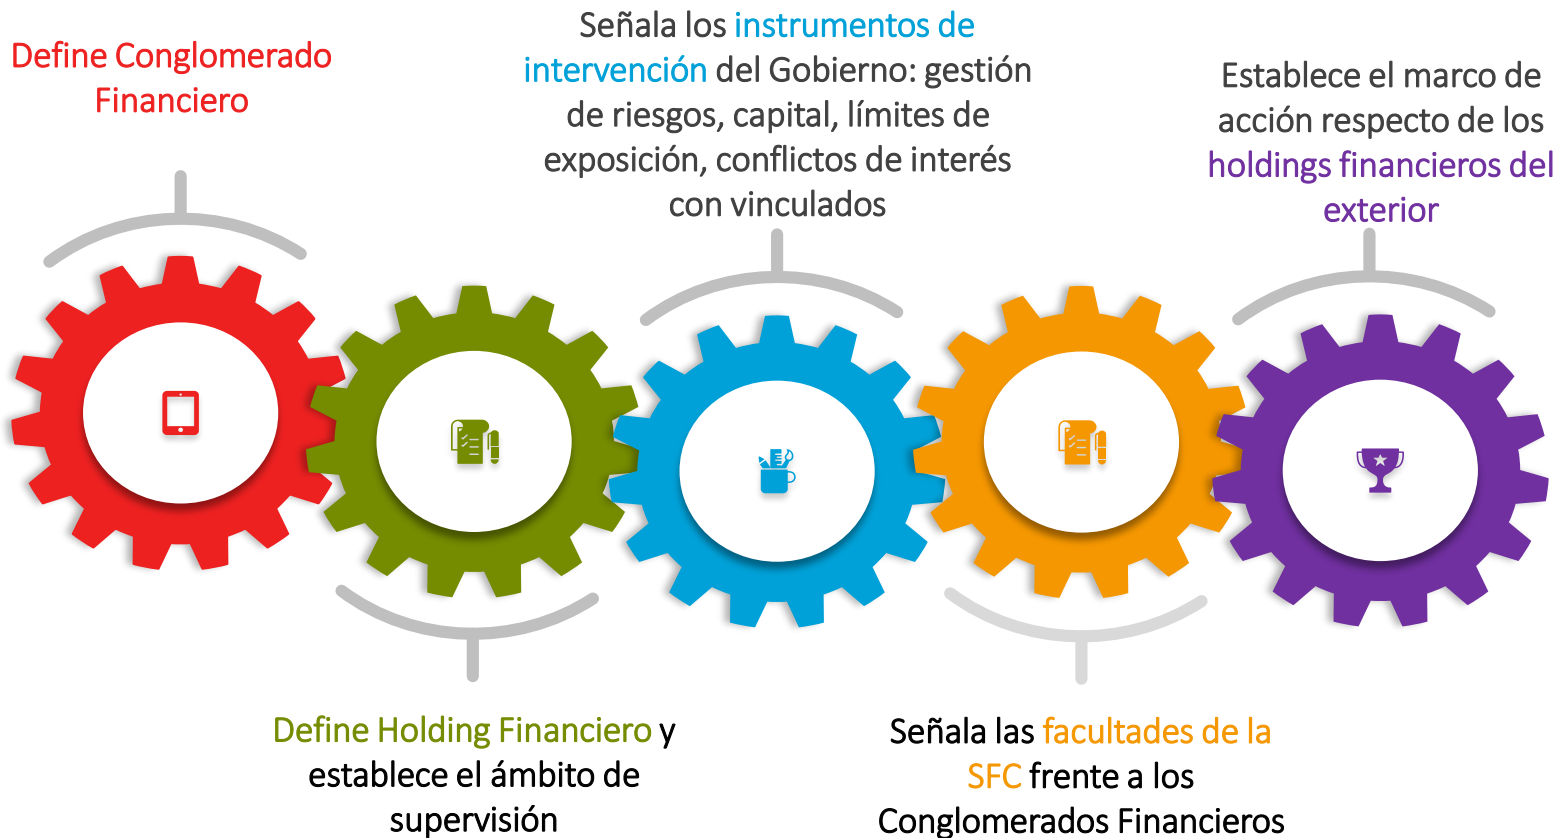 Define Conglomerado
Financiero
Define Holding Financiero y
establece el ámbito de
supervisión
Señala los instrumentos de
intervención del Gobierno: gestión
de riesgos, capital, límites de
exposición, conflictos de interés
con vinculados
Señala las facultades de la
SFC frente a los
Conglomerados Financieros
Establece el marco de
acción respecto de los
holdings financieros del
exterior